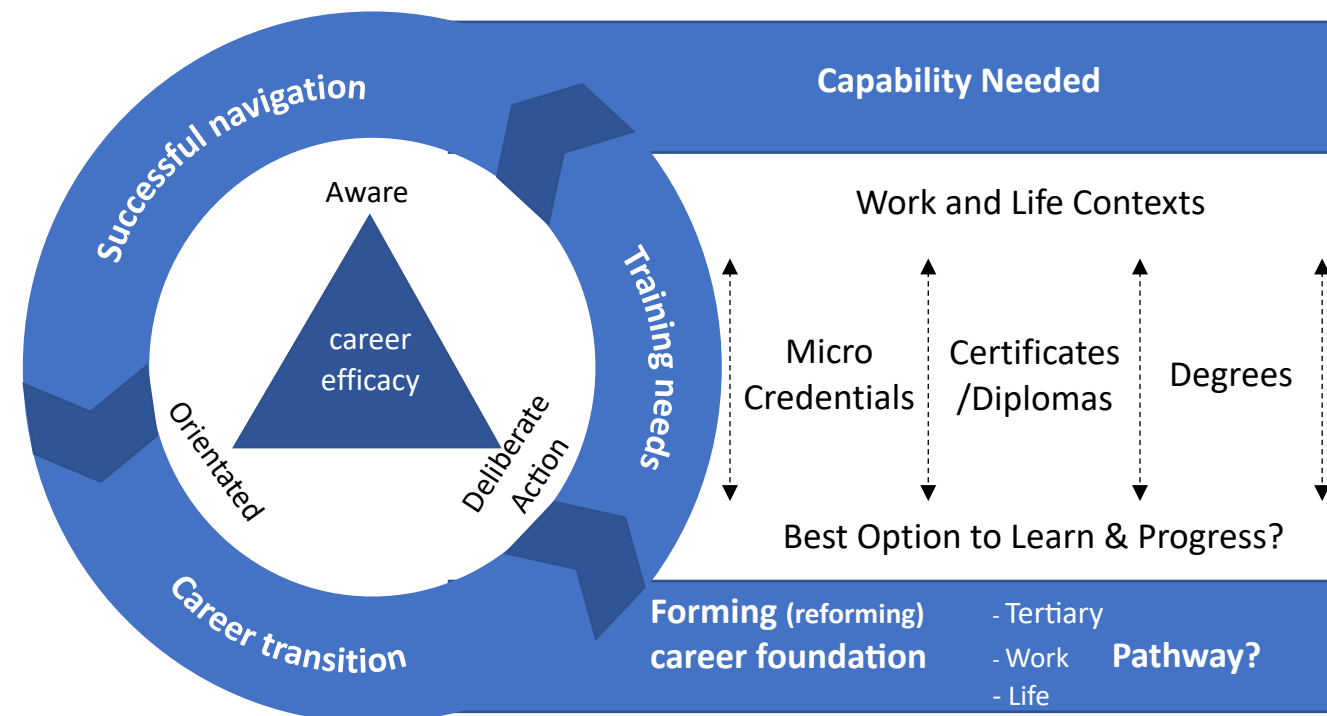 Successful navigation
Capability Needed
Aware
Work and Life Contexts
Training needs
career
efficacy
Micro
Credentials
Certificates
/Diplomas
Degrees
Orientated
Deliberate
Action
Best Option to Learn & Progress?
Career transition
Forming (reforming)
career foundation
- Tertiary
- Work
- Life
Pathway?